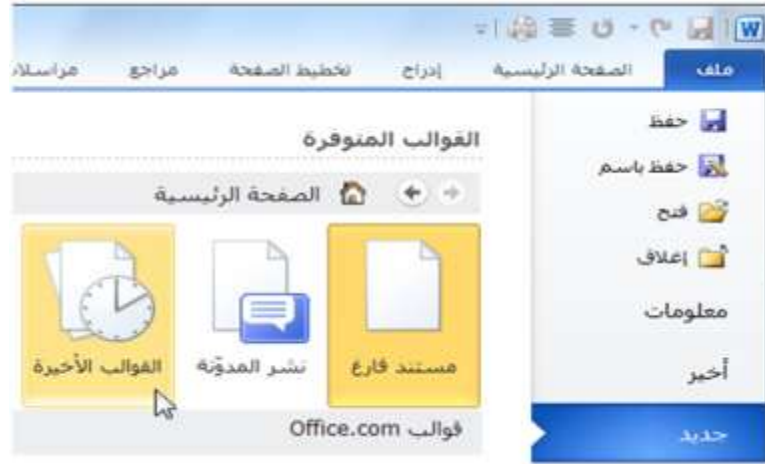 W
ملف الصفحة الرئيسية إدراج تخطيط الصفحة مراجع مراسلات
حفظ
حفظ باسم
فتح
إغلاق
معلومات
أخير
جديد
القوالب المتوفرة
الصفحة الرئيسية
مستند فارغ
نشر المدوّنة
القوالب الأخيرة
قوالب Office.com